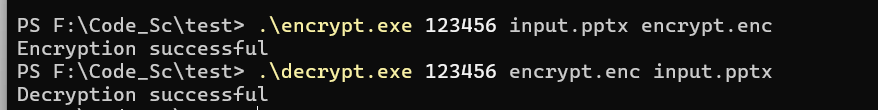 PS F:\Code_Sc\test> .\encrypt.exe 123456 input.pptx encrypt.enc
Encryption successful
PS F:\Code_Sc\test> .\decrypt.exe 123456 encrypt.enc input.pptx
Decryption successful